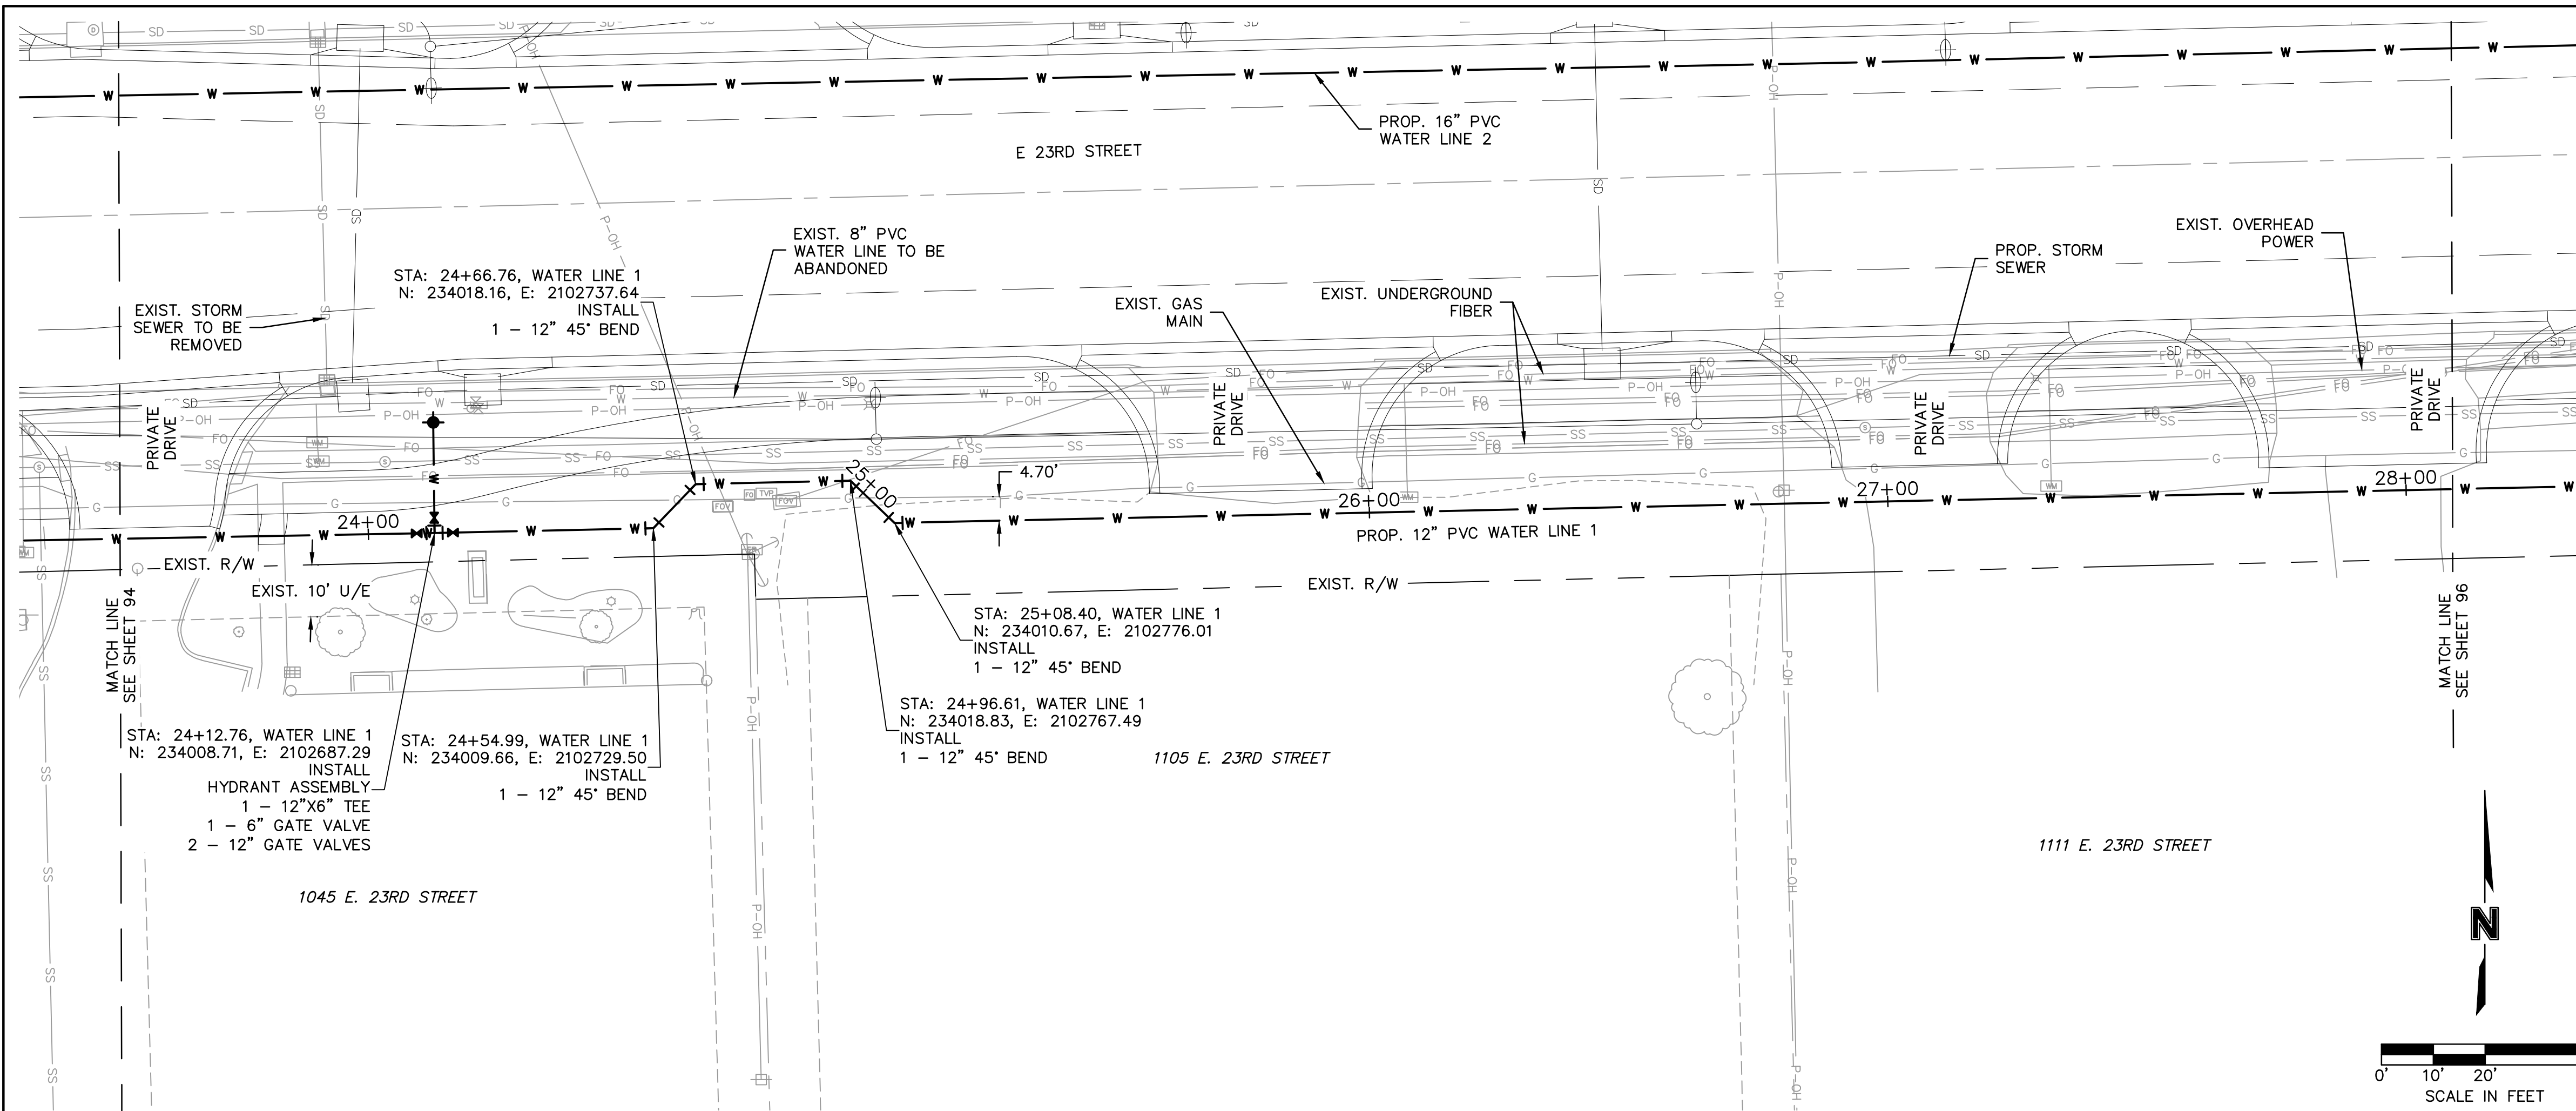 PROP. 16” PVC
WATER LINE 2
E 23RD STREET
EXIST. 8” PVC
WATER LINE TO BE
ABANDONED
STA: 24+66.76, WATER LINE 1
N: 234018.16, E: 2102737.64
INSTALL
1 – 12” 45° BEND
EXIST. STORM
SEWER TO BE
REMOVED
EXIST. GAS
MAIN
EXIST. UNDERGROUND
FIBER
PROP. STORM
SEWER
EXIST. OVERHEAD
POWER
PRIVATE
DRIVE
PRIVATE
DRIVE
PRIVATE
DRIVE
PRIVATE
DRIVE
24+00
25+00
4.70'
26+00
27+00
28+00
PROP. 12” PVC WATER LINE 1
EXIST. R/W
EXIST. 10' U/E
EXIST. R/W
MATCH LINE
SEE SHEET 94
MATCH LINE
SEE SHEET 96
STA: 25+08.40, WATER LINE 1
N: 234010.67, E: 2102776.01
INSTALL
1 – 12” 45° BEND
STA: 24+96.61, WATER LINE 1
N: 234018.83, E: 2102767.49
INSTALL
1 – 12” 45° BEND
STA: 24+12.76, WATER LINE 1
N: 234008.71, E: 2102687.29
INSTALL
HYDRANT ASSEMBLY
1 – 12”X6” TEE
1 – 6” GATE VALVE
2 – 12” GATE VALVES
STA: 24+54.99, WATER LINE 1
N: 234009.66, E: 2102729.50
INSTALL
1 – 12” 45° BEND
1105 E. 23RD STREET
1111 E. 23RD STREET
1045 E. 23RD STREET
N
0' 10' 20'
SCALE IN FEET